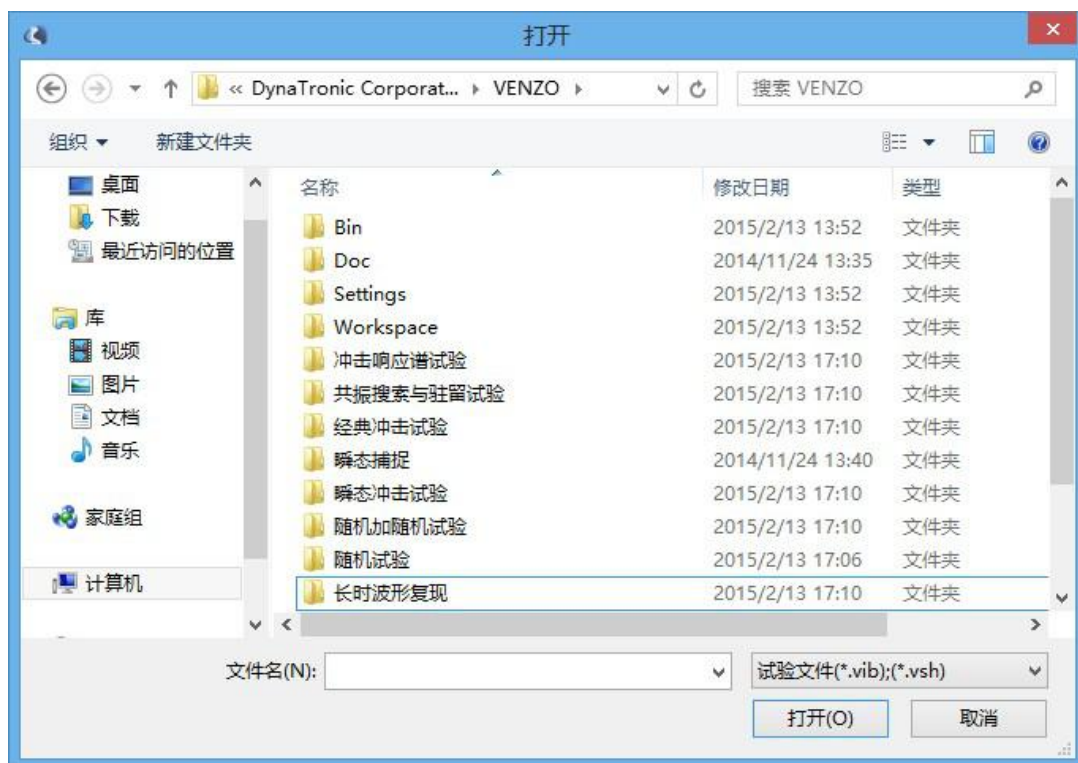 打开
« DynaTronic Corporat... VENZO 搜索 VENZO
组织 新建文件夹
桌面
下载
最近访问的位置
库
视频
图片
文档
音乐
家庭组
计算机
名称 修改日期 类型
Bin 2015/2/13 13:52 文件夹
Doc 2014/11/24 13:35 文件夹
Settings 2015/2/13 13:52 文件夹
Workspace 2015/2/13 13:52 文件夹
冲击响应谱试验 2015/2/13 17:10 文件夹
共振搜索与驻留试验 2015/2/13 17:10 文件夹
经典冲击试验 2015/2/13 17:10 文件夹
瞬态捕捉 2014/11/24 13:40 文件夹
瞬态冲击试验 2015/2/13 17:10 文件夹
随机加随机试验 2015/2/13 17:10 文件夹
随机试验 2015/2/13 17:06 文件夹
长时波形复现 2015/2/13 17:10 文件夹
文件名(N): 试验文件(*.vib);(*.vsh)
打开(O) 取消